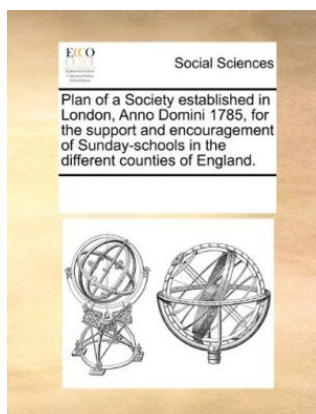 ECCO
Social Sciences
Plan of a Society established in
London, Anno Domini 1785, for
the support and encouragement
of Sunday-schools in the
different counties of England.